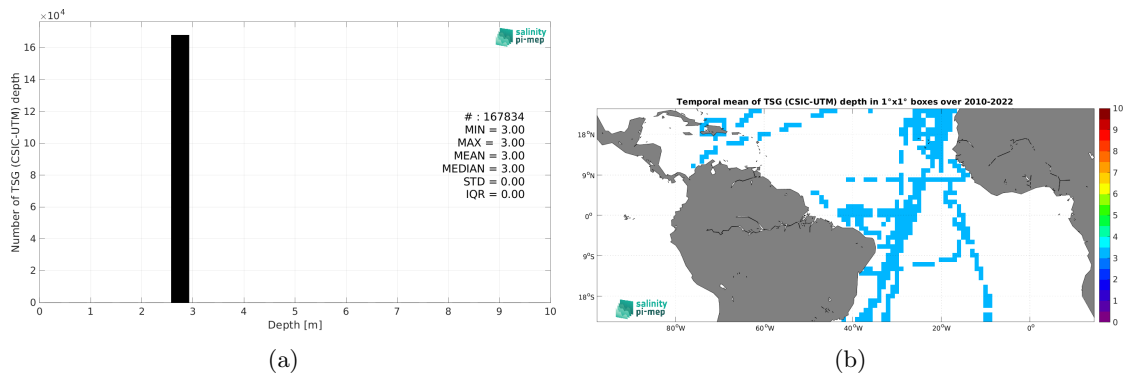 ×10⁴
16
14
12
10
8
6
4
2
0
Number of TSG (CSIC-UTM) depth
0 1 2 3 4 5 6 7 8 9 10
Depth [m]
salinity
pi-mep
# : 167834
MIN = 3.00
MAX = 3.00
MEAN = 3.00
MEDIAN = 3.00
STD = 0.00
IQR = 0.00
(a)
Temporal mean of TSG (CSIC-UTM) depth in 1°x1° boxes over 2010-2022
18°N
9°N
0°
9°S
18°S
80°W 60°W 40°W 20°W 0°
salinity
pi-mep
10
9
8
7
6
5
4
3
2
1
0
(b)